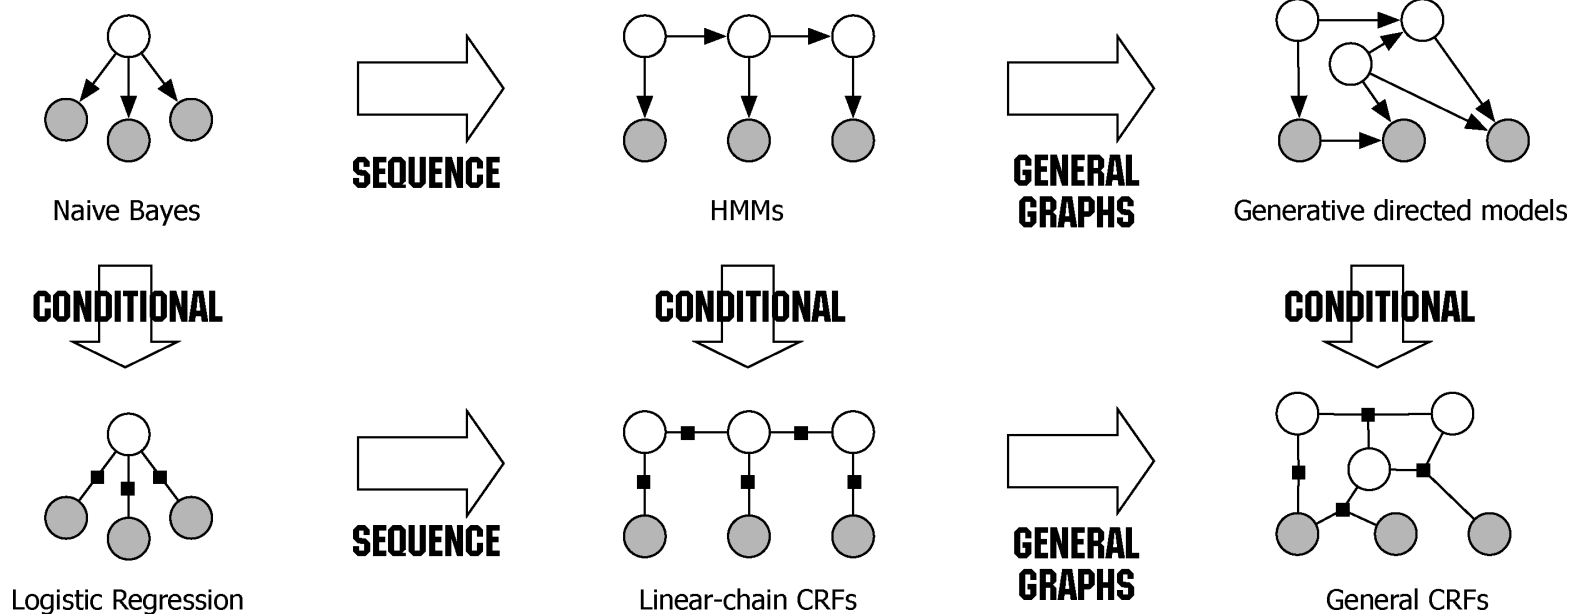 SEQUENCE
GENERAL
GRAPHS
Naive Bayes
HMMs
Generative directed models
CONDITIONAL
CONDITIONAL
CONDITIONAL
SEQUENCE
GENERAL
GRAPHS
Logistic Regression
Linear-chain CRFs
General CRFs